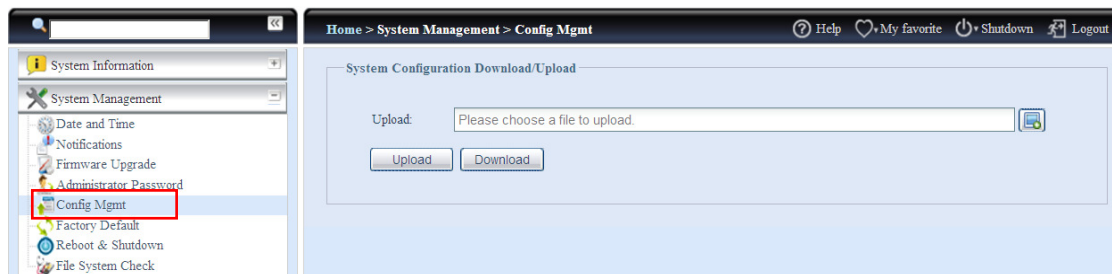 Home > System Management > Config Mgmt
Help
My favorite
Shutdown
Logout
System Information
System Management
Date and Time
Notifications
Firmware Upgrade
Administrator Password
Config Mgmt
Factory Default
Reboot & Shutdown
File System Check
System Configuration Download/Upload
Upload:
Please choose a file to upload.
Upload
Download